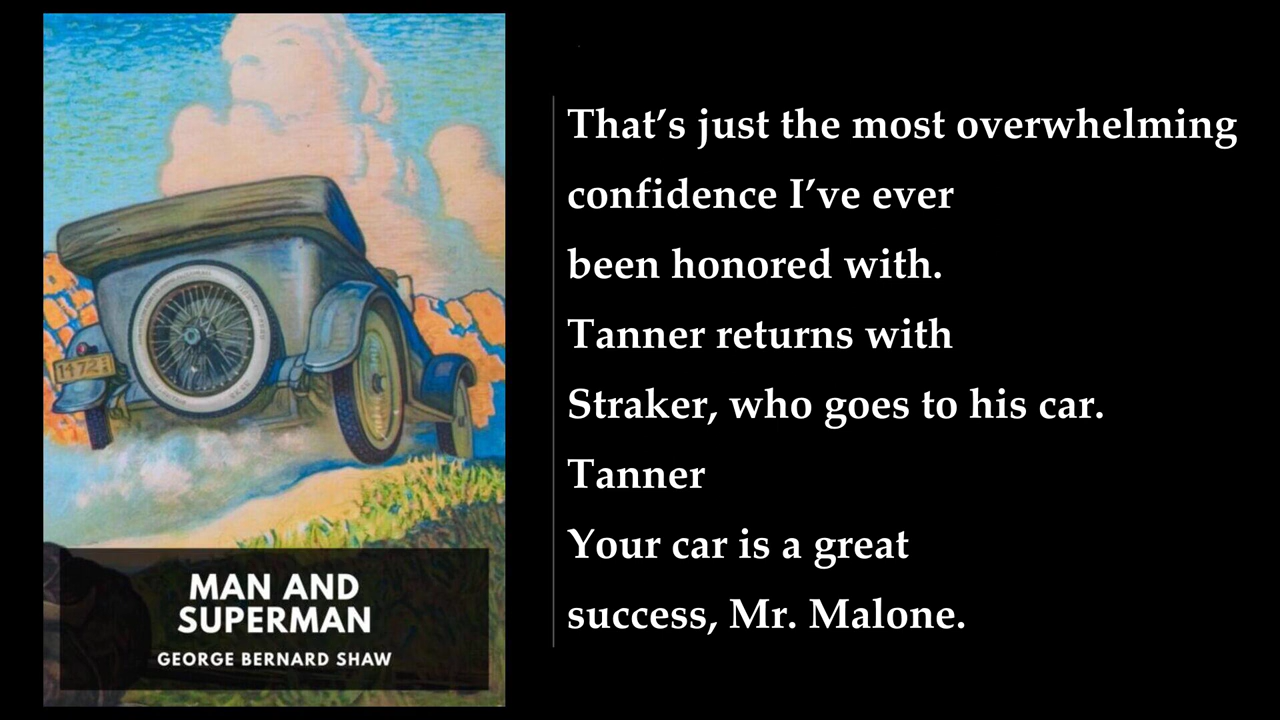 1472
MAN AND
SUPERMAN
GEORGE BERNARD SHAW
That’s just the most overwhelming
confidence I’ve ever
been honored with.
Tanner returns with
Straker, who goes to his car.
Tanner
Your car is a great
success, Mr. Malone.